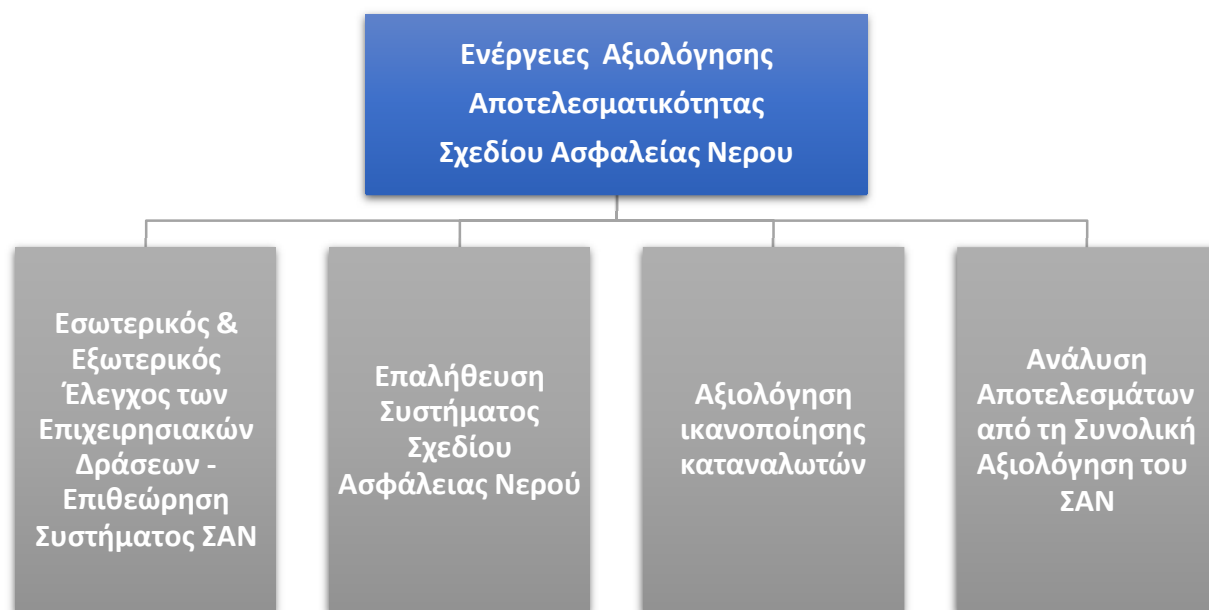 Ενέργειες Αξιολόγησης
Αποτελεσματικότητας
Σχεδίου Ασφαλείας Νερου
Εσωτερικός &
Εξωτερικός
Έλεγχος των
Επιχειρησιακών
Δράσεων -
Επιθεώρηση
Συστήματος ΣΑΝ
Επαλήθευση
Συστήματος
Σχεδίου
Ασφάλειας Νερού
Αξιολόγηση
ικανοποίησης
καταναλωτών
Ανάλυση
Αποτελεσμάτων
από τη Συνολική
Αξιολόγηση του
ΣΑΝ